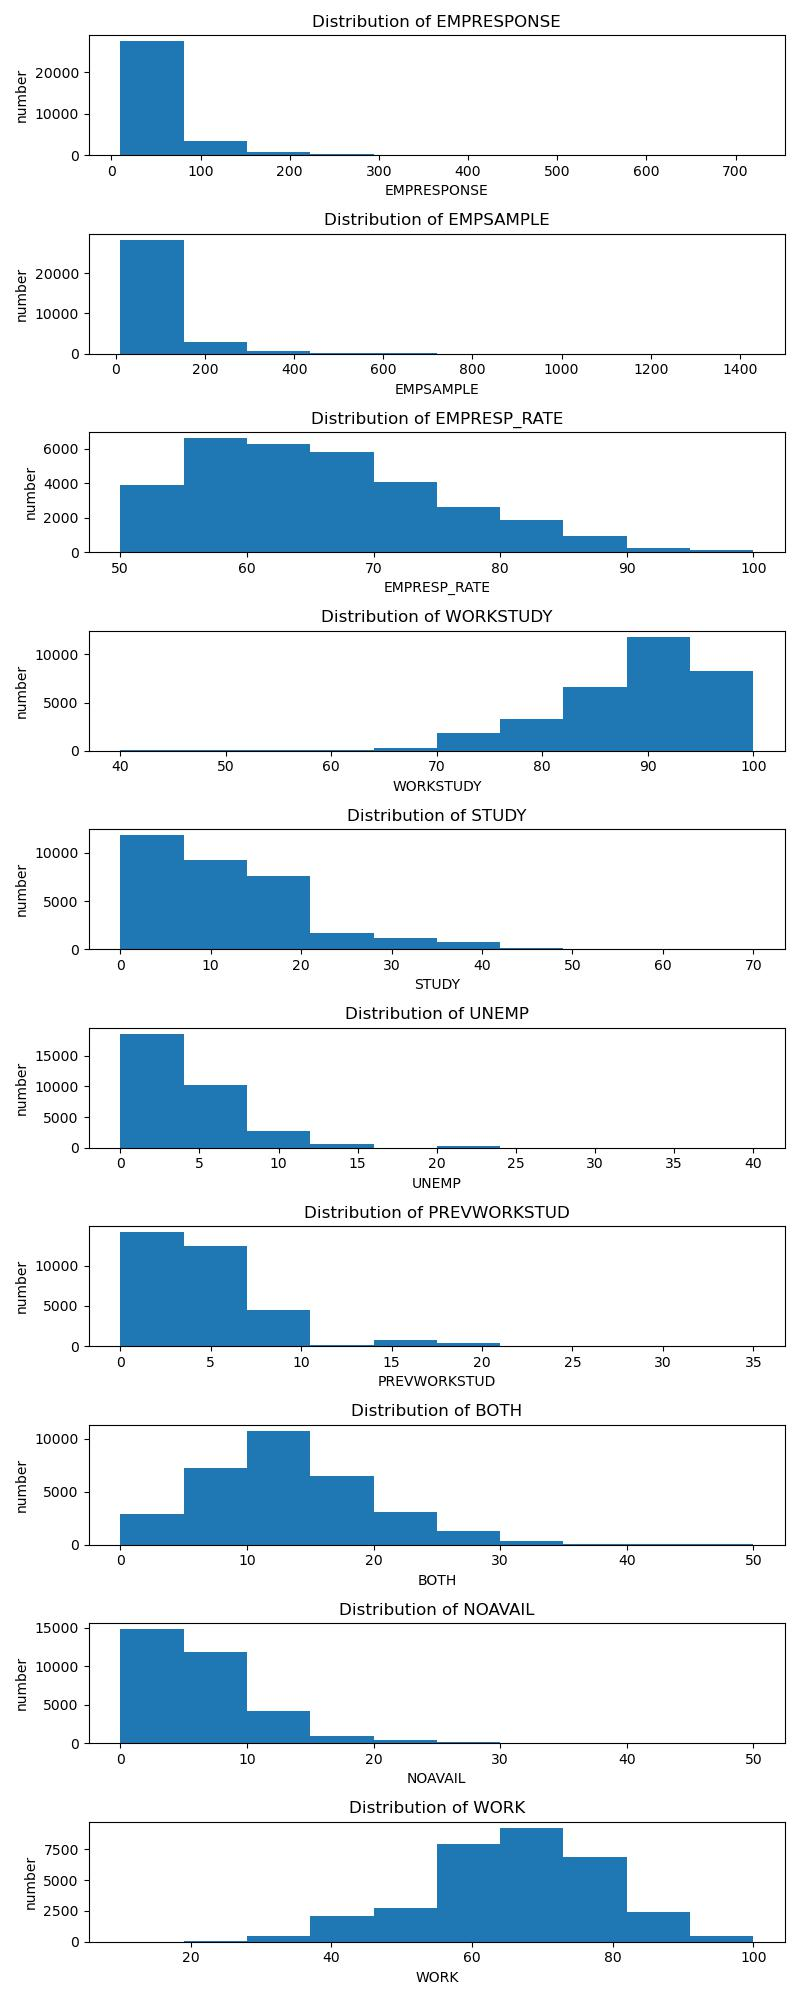 Distribution of EMPRESPONSE
number
20000
10000
0
0 100 200 300 400 500 600 700
EMPRESPONSE
Distribution of EMPSAMPLE
number
20000
10000
0
0 200 400 600 800 1000 1200 1400
EMPSAMPLE
Distribution of EMPRESP_RATE
number
6000
4000
2000
0
50 60 70 80 90 100
EMPRESP_RATE
Distribution of WORKSTUDY
number
10000
5000
0
40 50 60 70 80 90 100
WORKSTUDY
Distribution of STUDY
number
10000
5000
0
0 10 20 30 40 50 60 70
STUDY
Distribution of UNEMP
number
15000
10000
5000
0
0 5 10 15 20 25 30 35 40
UNEMP
Distribution of PREVWORKSTUD
number
10000
5000
0
0 5 10 15 20 25 30 35
PREVWORKSTUD
Distribution of BOTH
number
10000
5000
0
0 10 20 30 40 50
BOTH
Distribution of NOAVAIL
number
15000
10000
5000
0
0 10 20 30 40 50
NOAVAIL
Distribution of WORK
number
7500
5000
2500
0
20 40 60 80 100
WORK